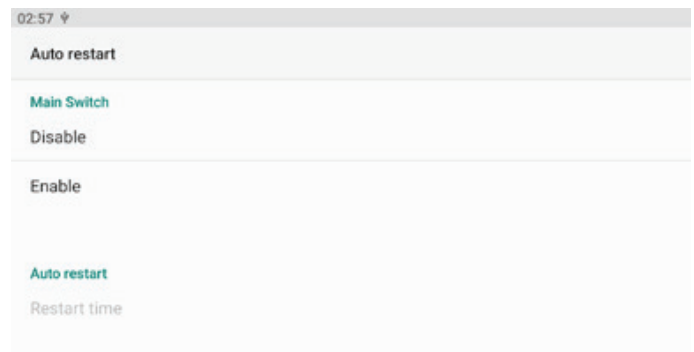 02:57
Auto restart
Main Switch
Disable
Enable
Auto restart
Restart time